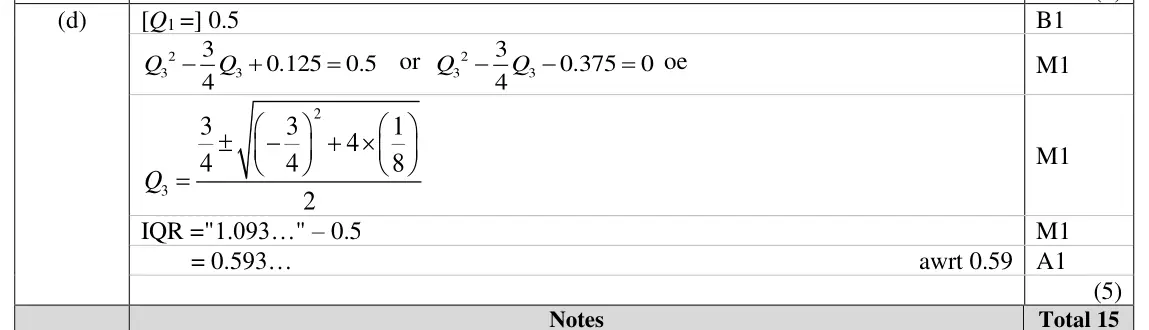 (d) [Q₁ =] 0.5 B1
Q₃² − 3/4 Q₃ + 0.125 = 0.5 or Q₃² − 3/4 Q₃ − 0.375 = 0 oe M1
Q₃ = (3/4 ± √((−3/4)² + 4×(1/8)))/2 M1
IQR ="1.093…" – 0.5 M1
= 0.593… awrt 0.59 A1
(5)
Notes Total 15